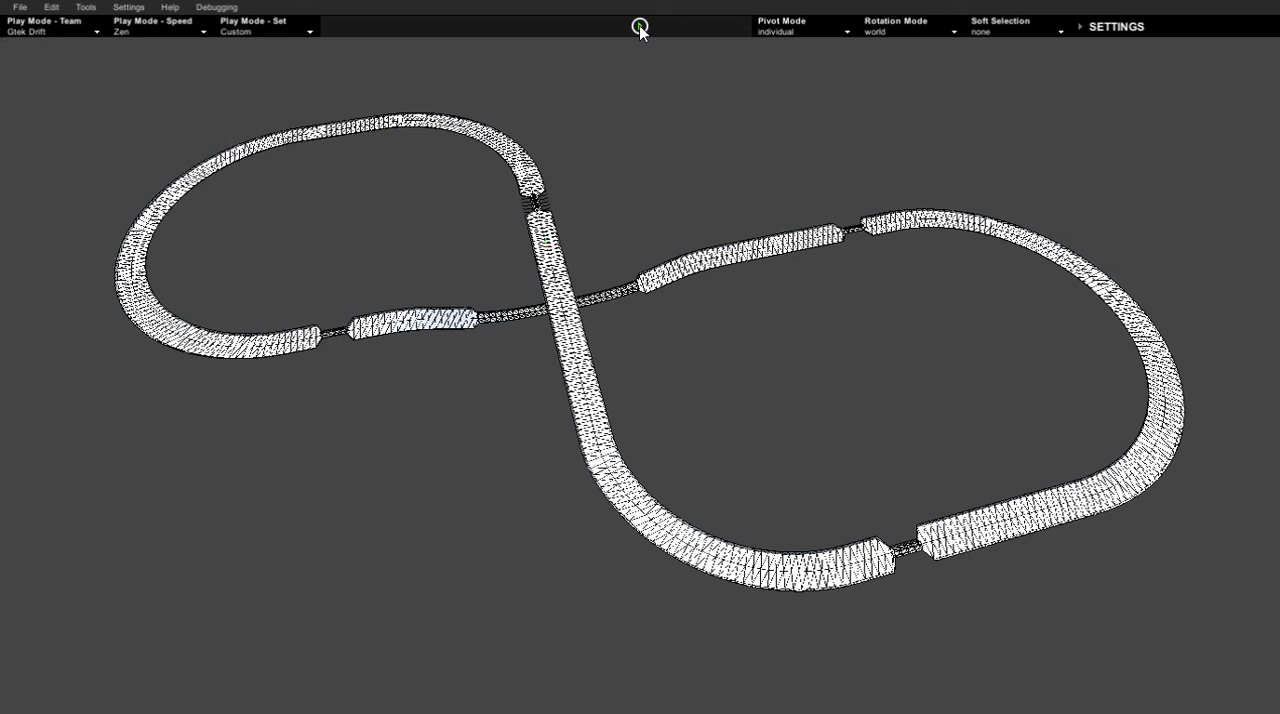 File Edit Tools Settings Help Debugging
Play Mode - Team Play Mode - Speed Play Mode - Set Pivot Mode Rotation Mode Soft Selection SETTINGS
Gtek Drift Zen Custom individual world none